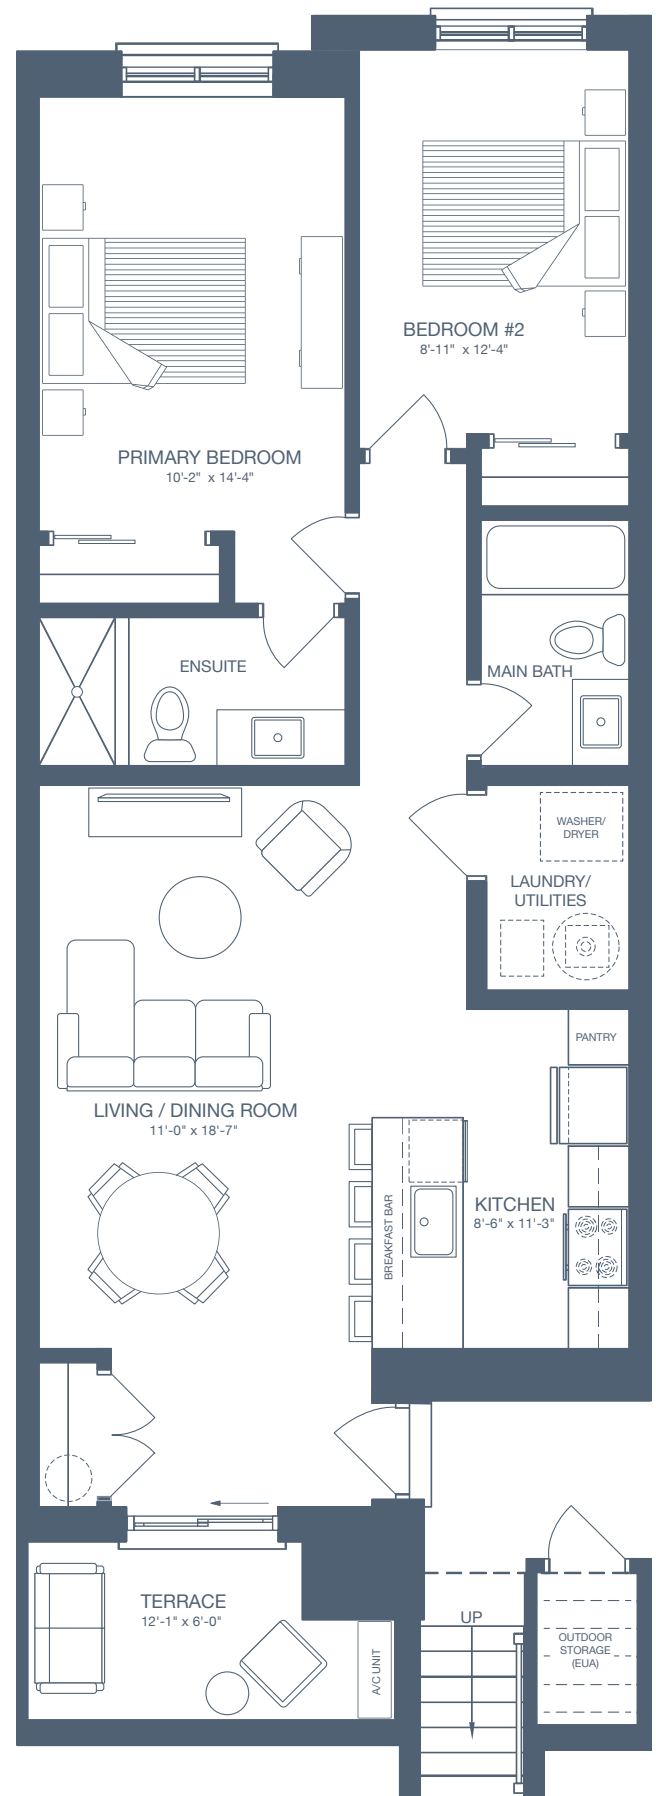 BEDROOM #2
8'-11" x 12'-4"
PRIMARY BEDROOM
10'-2" x 14'-4"
ENSUITE
MAIN BATH
WASHER/
DRYER
LAUNDRY/
UTILITIES
PANTRY
LIVING / DINING ROOM
11'-0" x 18'-7"
BREAKFAST BAR
KITCHEN
8'-6" x 11'-3"
TERRACE
12'-1" x 6'-0"
A/C UNIT
UP
OUTDOOR
STORAGE
(EUA)